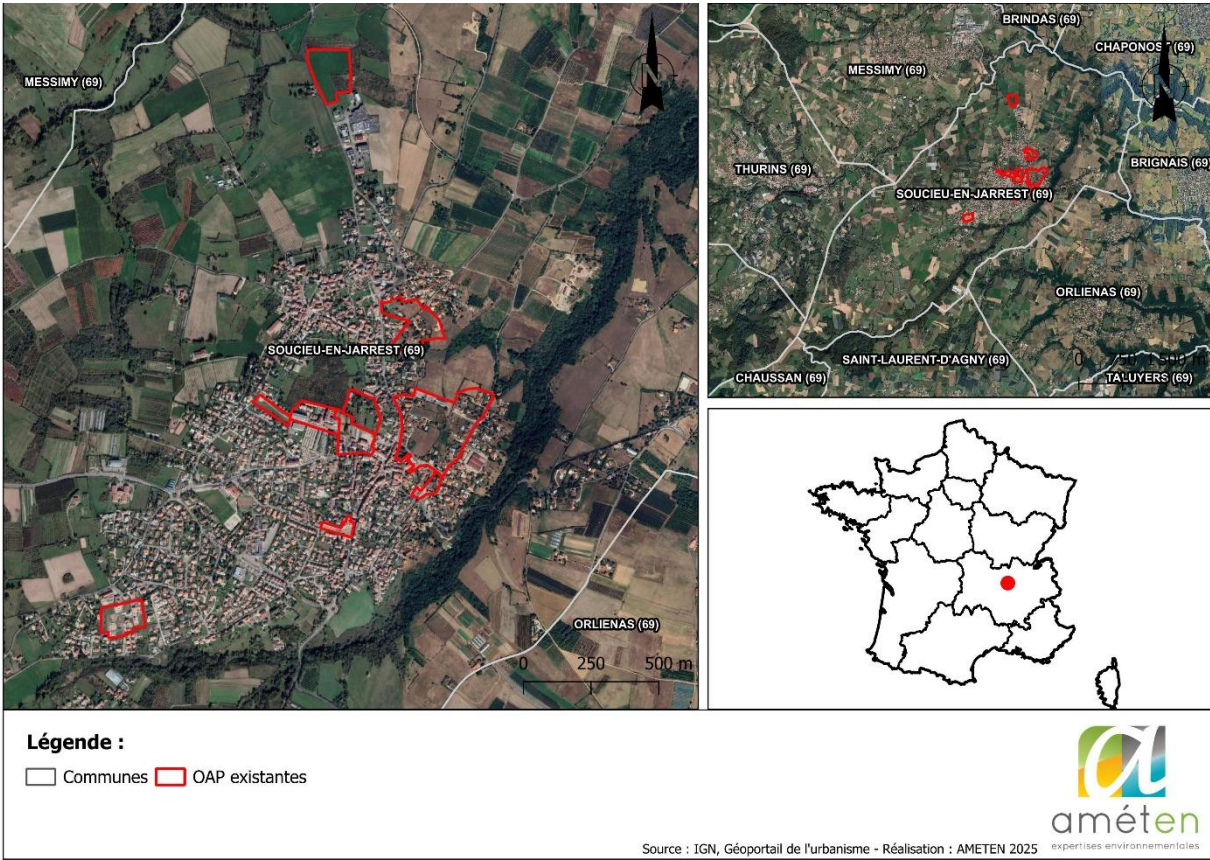 MESSIMY (69)
N
SOUCIEU-EN-JARREST (69)
ORLIENAS (69)
0 250 500 m
BRINDAS (69)
CHAPONOST (69)
MESSIMY (69)
N
THURINS (69)
BRIGNAIS (69)
SOUCIEU-EN-JARREST (69)
ORLIENAS (69)
SAINT-LAURENT-D'AGNY (69)
0
CHAUSSAN (69)
TALUYERS (69)
Légende :
Communes OAP existantes
améten
expertises environnementales
Source : IGN, Géoportail de l'urbanisme - Réalisation : AMETEN 2025